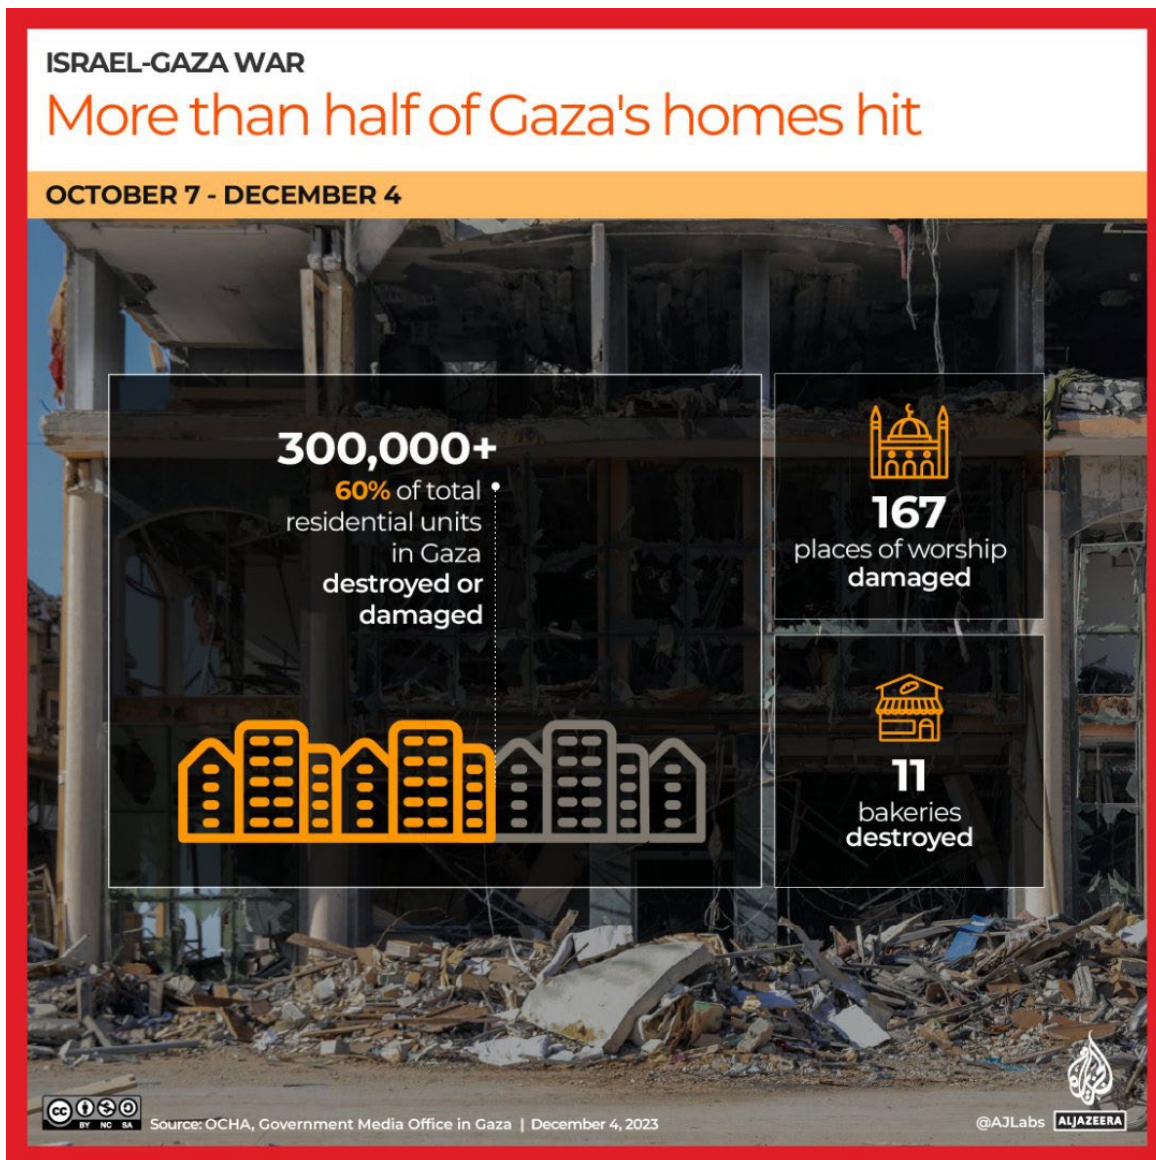 ISRAEL-GAZA WAR
More than half of Gaza's homes hit
OCTOBER 7 - DECEMBER 4
300,000+
60% of total
residential units
in Gaza
destroyed or
damaged
167
places of worship
damaged
11
bakeries
destroyed
cc
BY NC SA
Source: OCHA, Government Media Office in Gaza | December 4, 2023
@AJLabs
الجزيرة
ALJAZEERA